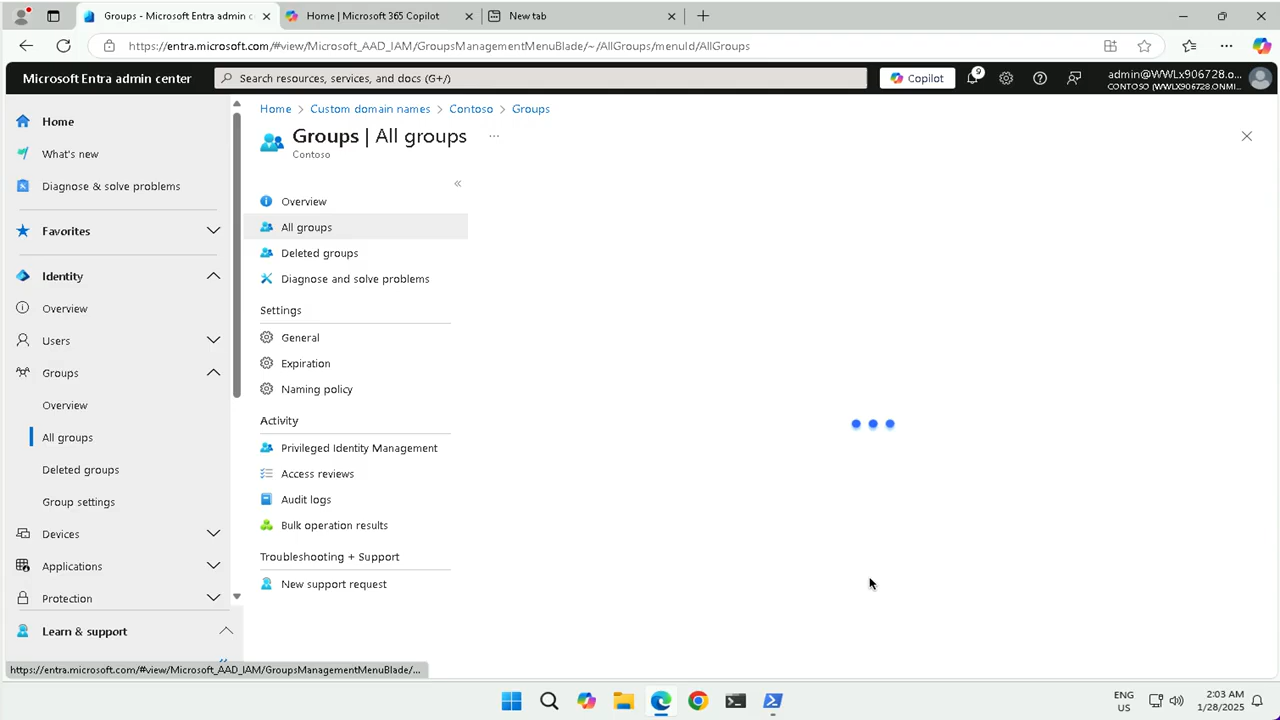 Groups - Microsoft Entra admin c
Home | Microsoft 365 Copilot
New tab
https://entra.microsoft.com/#view/Microsoft_AAD_IAM/GroupsManagementMenuBlade/~/AllGroups/menuId/AllGroups
Microsoft Entra admin center
Search resources, services, and docs (G+/)
Copilot
9
admin@WWLx906728.o...
CONTOSO (WWLX906728.ONMI...
Home
What's new
Diagnose & solve problems
Favorites
Identity
Overview
Users
Groups
Overview
All groups
Deleted groups
Group settings
Devices
Applications
Protection
Learn & support
Home > Custom domain names > Contoso > Groups
Groups | All groups ...
Contoso
«
Overview
All groups
Deleted groups
Diagnose and solve problems
Settings
General
Expiration
Naming policy
Activity
Privileged Identity Management
Access reviews
Audit logs
Bulk operation results
Troubleshooting + Support
New support request
https://entra.microsoft.com/#view/Microsoft_AAD_IAM/GroupsManagementMenuBlade/...
ENG
US
2:03 AM
1/28/2025